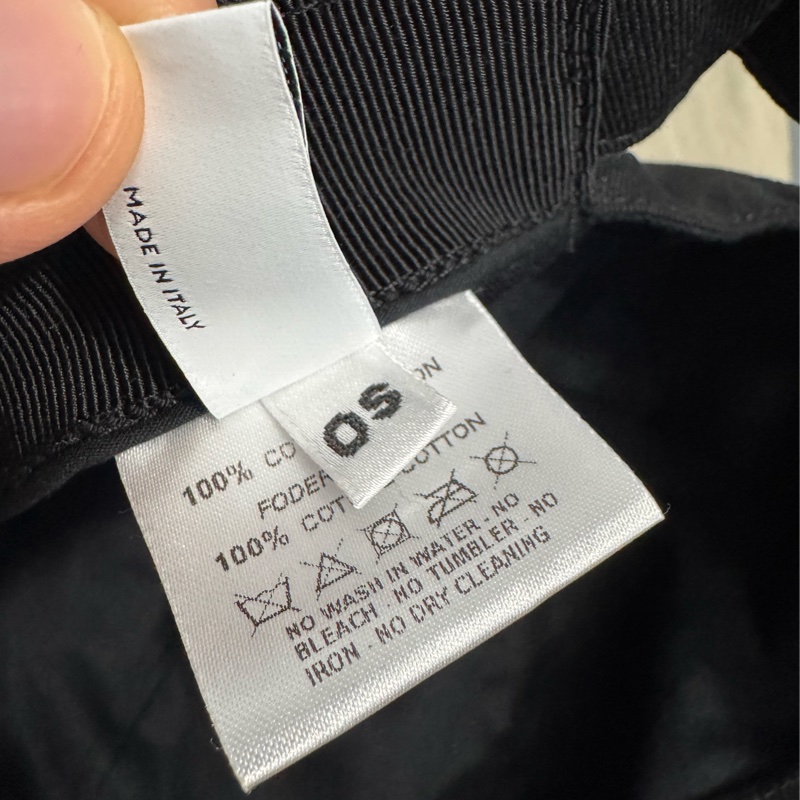 MADE IN ITALY
OS
ON
100% CO
FODER
COTTON
100% COT
NO WASH IN WATER - NO
BLEACH - NO TUMBLER - NO
IRON - NO DRY CLEANING